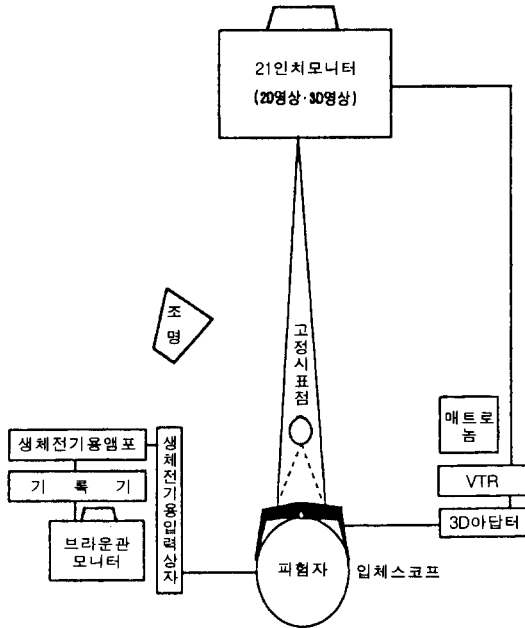 21인치모니터
(2D영상·3D영상)
조
명
고정시표점
매트로
놈
생체전기용앰포
생체전기용입력상자
기 록 기
VTR
브라운관
모니터
3D아답터
피험자
입체스코프